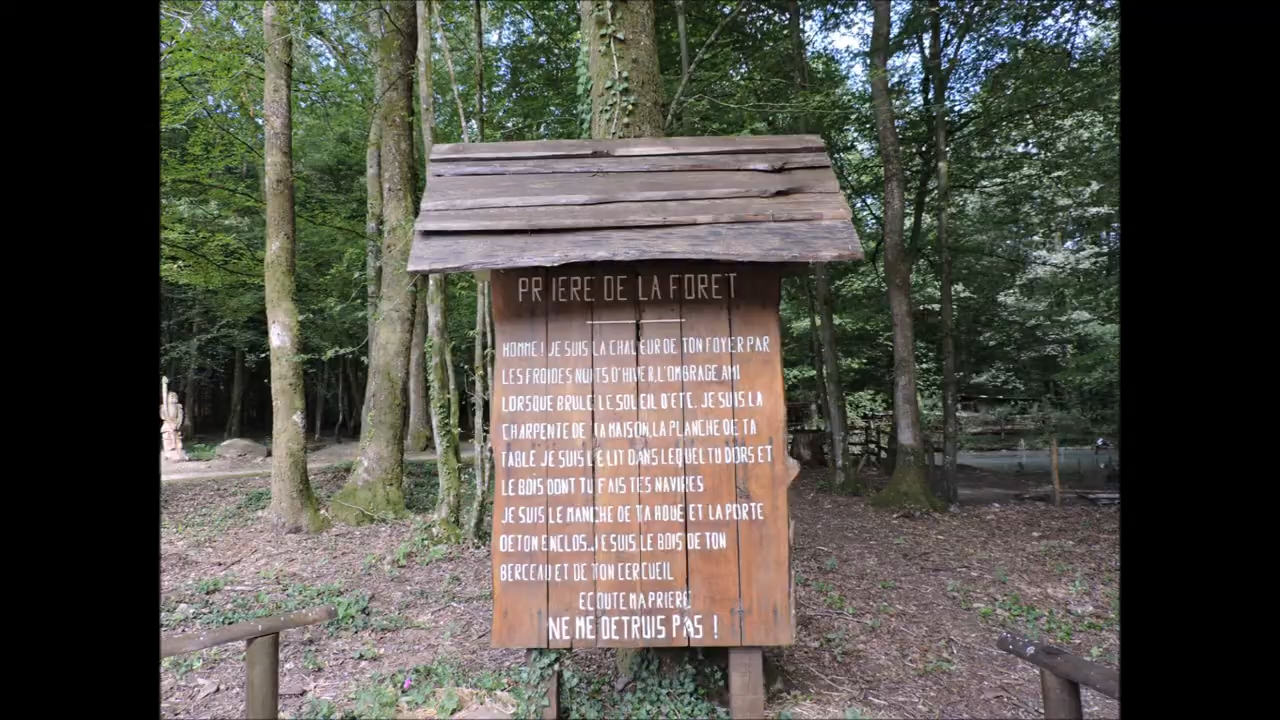 PRIERE DE LA FORET
HOMME! JE SUIS LA CHALEUR DE TON FOYER PAR
LES FROIDES NUITS D'HIVER, L'OMBRAGE AMI
LORSQUE BRULE LE SOLEIL D'ETE. JE SUIS LA
CHARPENTE DE TA MAISON, LA PLANCHE DE TA
TABLE JE SUIS LE LIT DANS LEQUEL TU DORS ET
LE BOIS DONT TU FAIS TES NAVIRES
JE SUIS LE MANCHE DE TA HOUE ET LA PORTE
DE TON ENCLOS... JE SUIS LE BOIS DE TON
BERCEAU ET DE TON CERCUEIL
ECOUTE MA PRIERE
NE ME DETRUIS PAS !